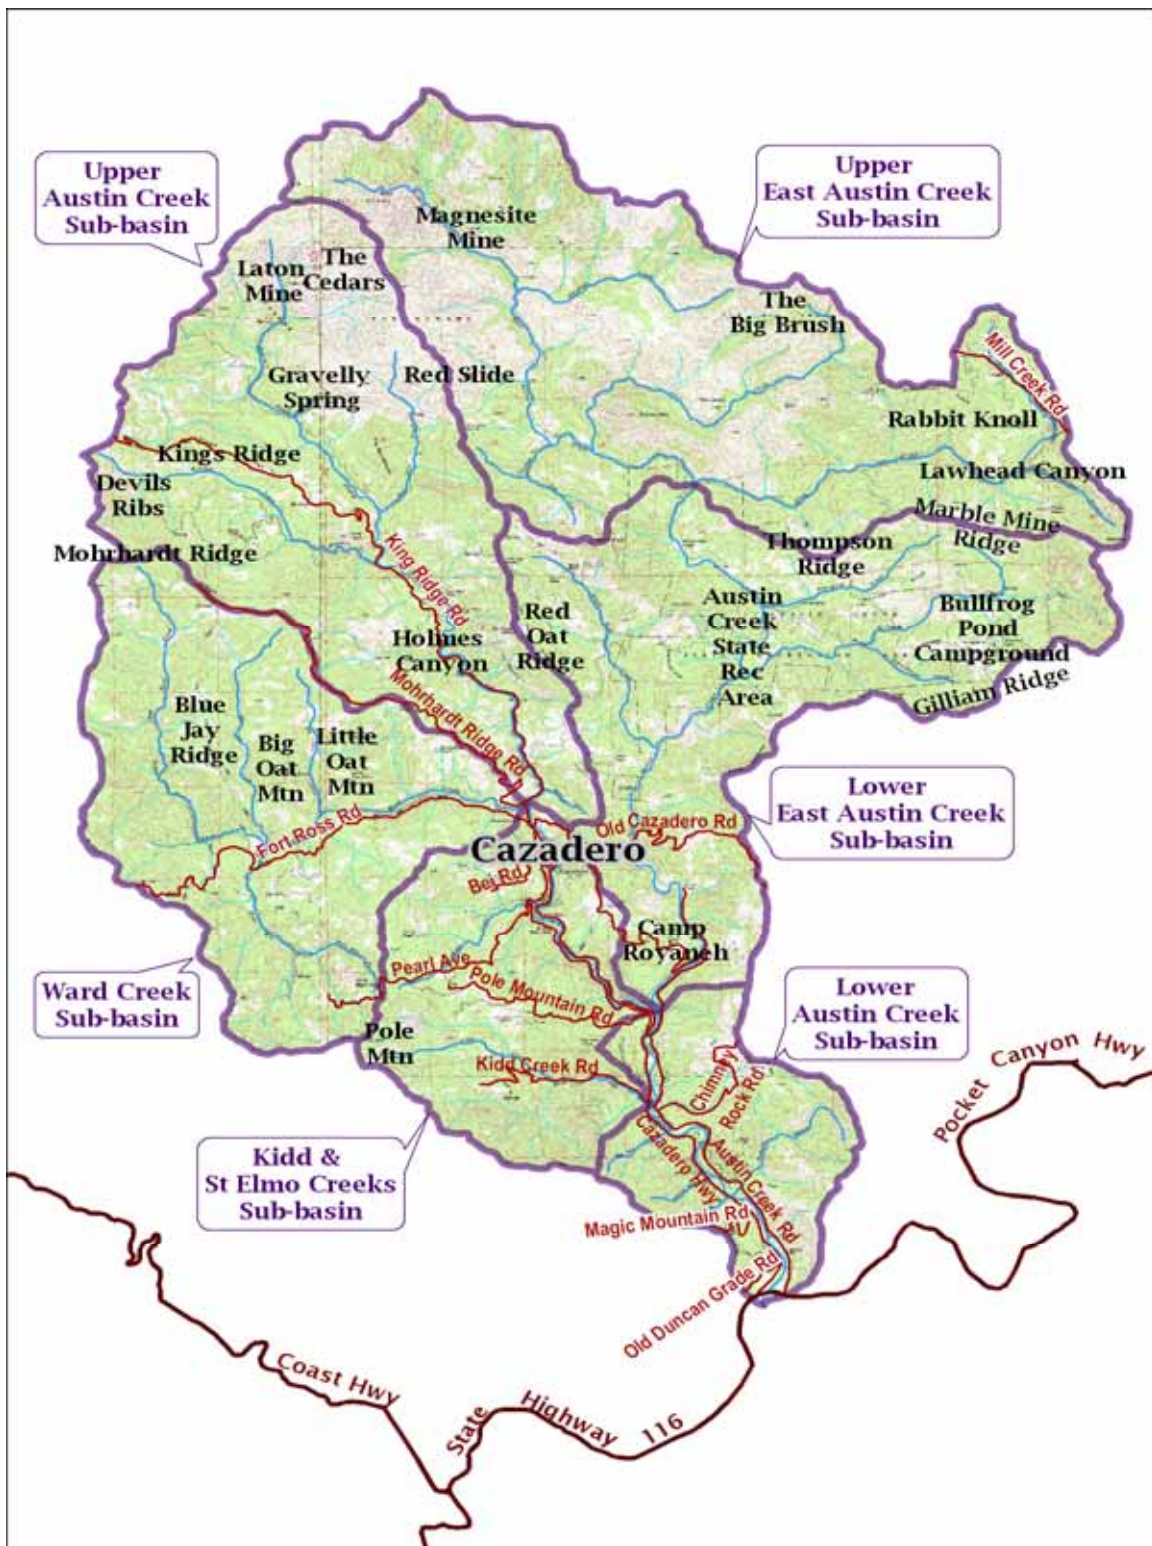 Upper
Austin Creek
Sub-basin
Upper
East Austin Creek
Sub-basin
Magnesite
Mine
The
Cedars
Laton
Mine
The
Big Brush
Mill Creek Rd
Gravelly
Spring
Red Slide
Rabbit Knoll
Kings Ridge
Lawhead Canyon
Devils
Ribs
Marble Mine
Ridge
Mohrhardt Ridge
King Ridge Rd
Thompson
Ridge
Red
Oat
Ridge
Austin
Creek
State
Rec
Area
Bullfrog
Pond
Campground
Holmes
Canyon
Gilliam Ridge
Mohrhardt Ridge Rd
Blue
Jay
Ridge
Big
Oat
Mtn
Little
Oat
Mtn
Lower
East Austin Creek
Sub-basin
Fort Ross Rd
Old Cazadero Rd
Cazadero
Bei Rd
Camp
Royaneh
Pearl Ave
Pole Mountain Rd
Ward Creek
Sub-basin
Lower
Austin Creek
Sub-basin
Pole
Mtn
Kidd Creek Rd
Chimney
Rock Rd
Pocket Canyon Hwy
Kidd &
St Elmo Creeks
Sub-basin
Cazadero Hwy
Austin Creek Rd
Magic Mountain Rd
Old Duncan Grade Rd
Coast Hwy
State Highway 116